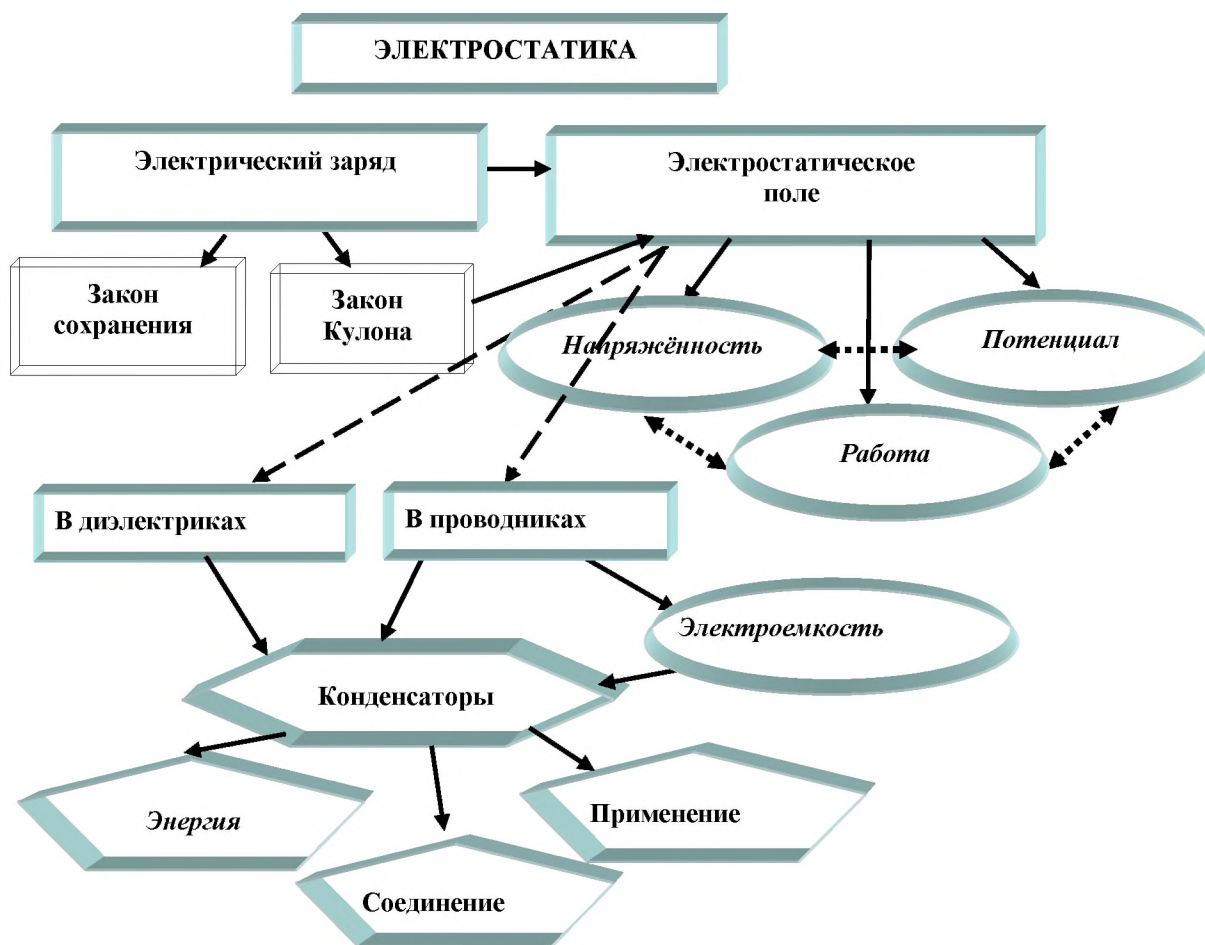 ЭЛЕКТРОСТАТИКА
Электрический заряд
Электростатическое
поле
Закон
сохранения
Закон
Кулона
Напряжённость
Потенциал
Работа
В диэлектриках
В проводниках
Электроемкость
Конденсаторы
Энергия
Применение
Соединение